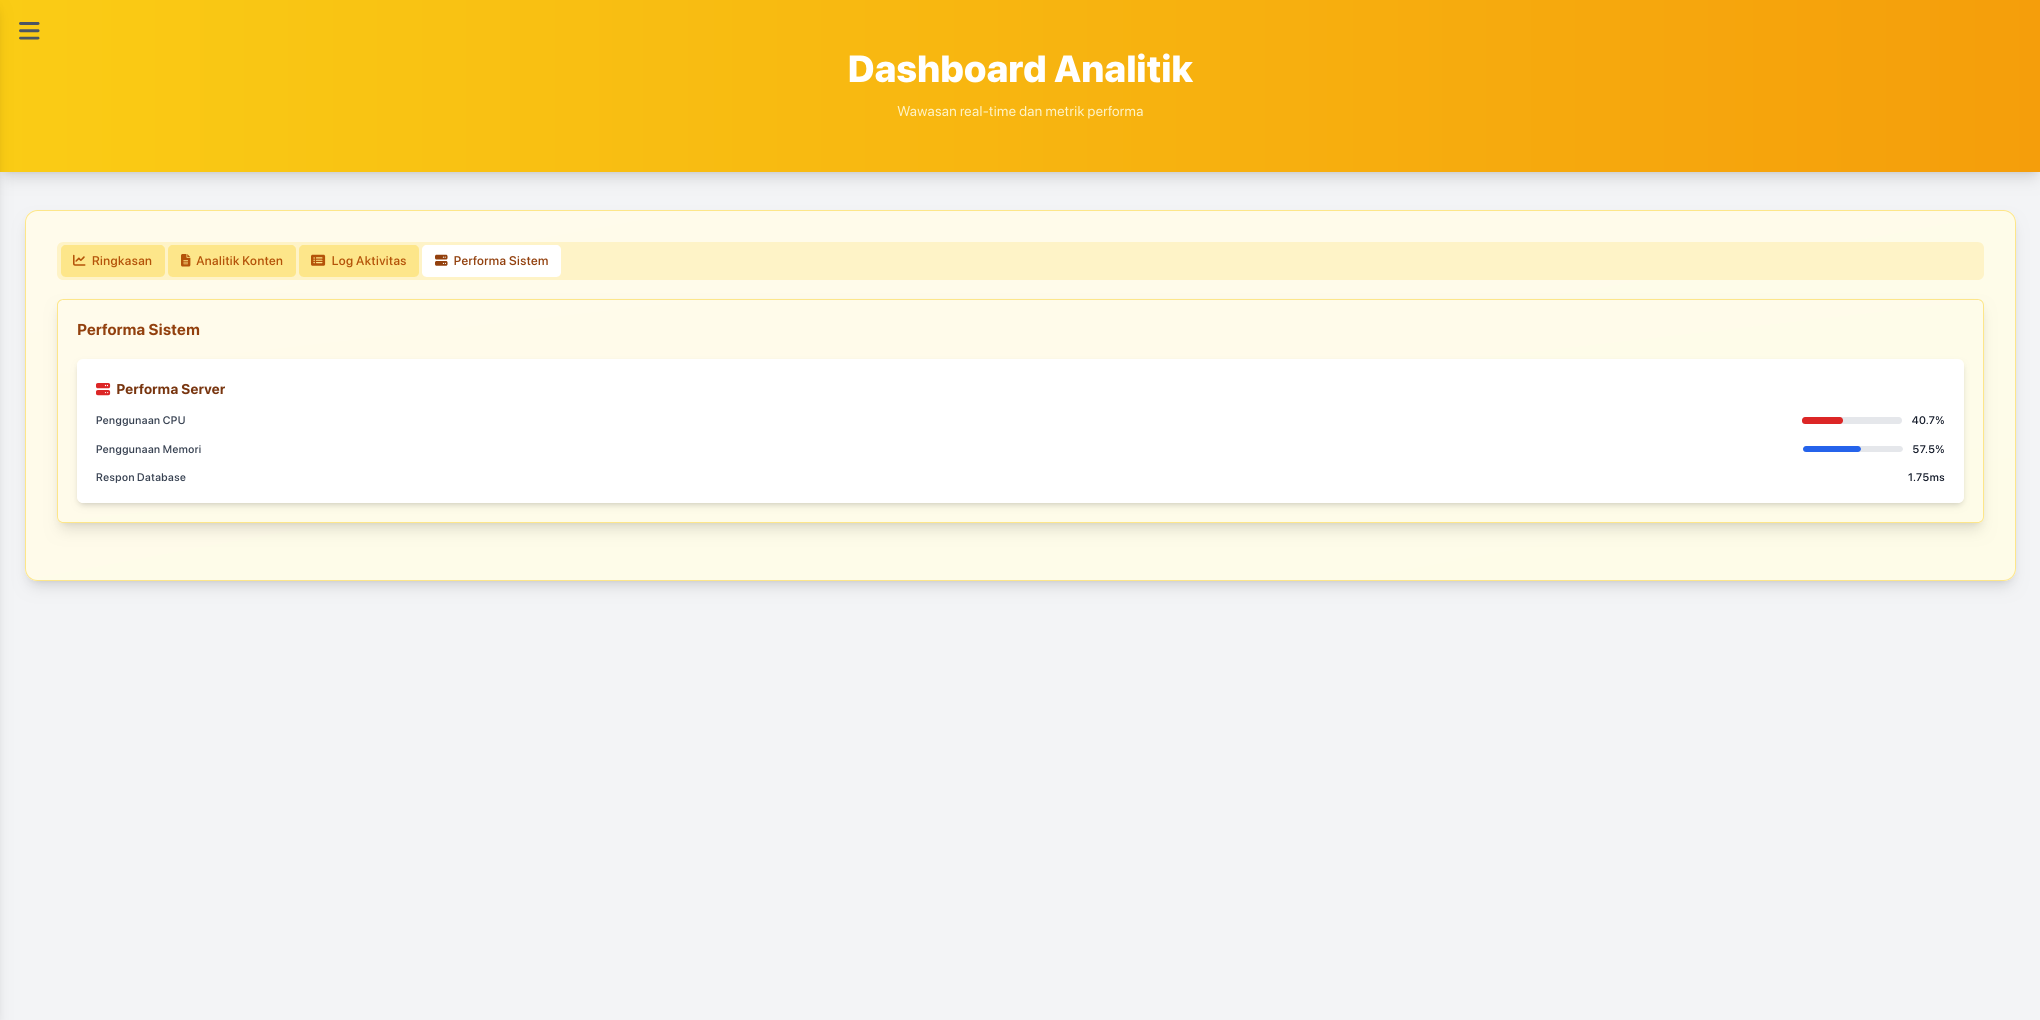 Dashboard Analitik
Wawasan real-time dan metrik performa
Ringkasan Analitik Konten Log Aktivitas Performa Sistem
Performa Sistem
Performa Server
Penggunaan CPU 40.7%
Penggunaan Memori 57.5%
Respon Database 1.75ms